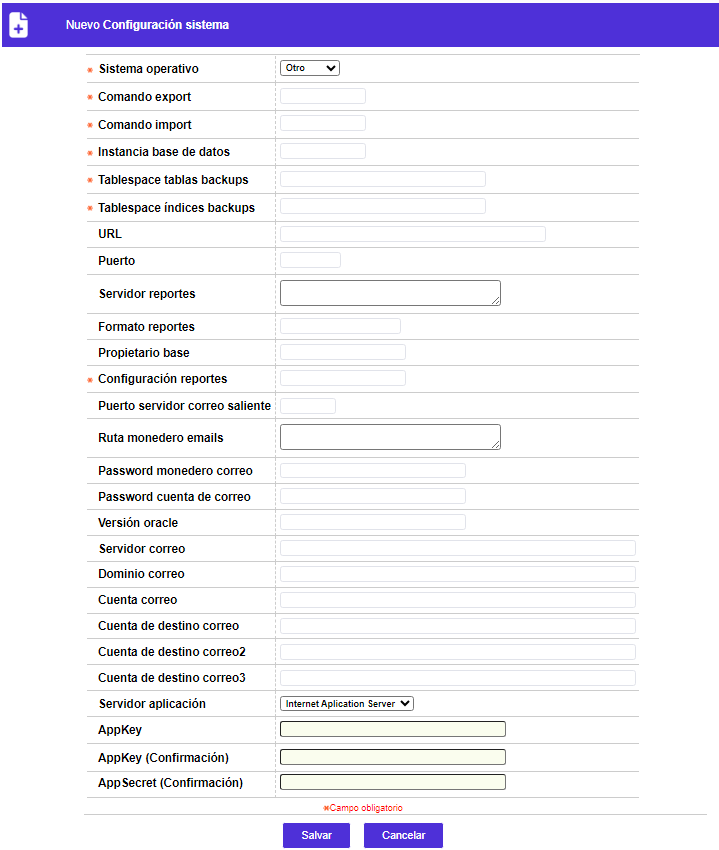 Nuevo Configuración sistema
* Sistema operativo Otro
* Comando export
* Comando import
* Instancia base de datos
* Tablespace tablas backups
* Tablespace índices backups
URL
Puerto
Servidor reportes
Formato reportes
Propietario base
* Configuración reportes
Puerto servidor correo saliente
Ruta monedero emails
Password monedero correo
Password cuenta de correo
Versión oracle
Servidor correo
Dominio correo
Cuenta correo
Cuenta de destino correo
Cuenta de destino correo2
Cuenta de destino correo3
Servidor aplicación Internet Aplication Server
AppKey
AppKey (Confirmación)
AppSecret (Confirmación)
*Campo obligatorio
Salvar Cancelar